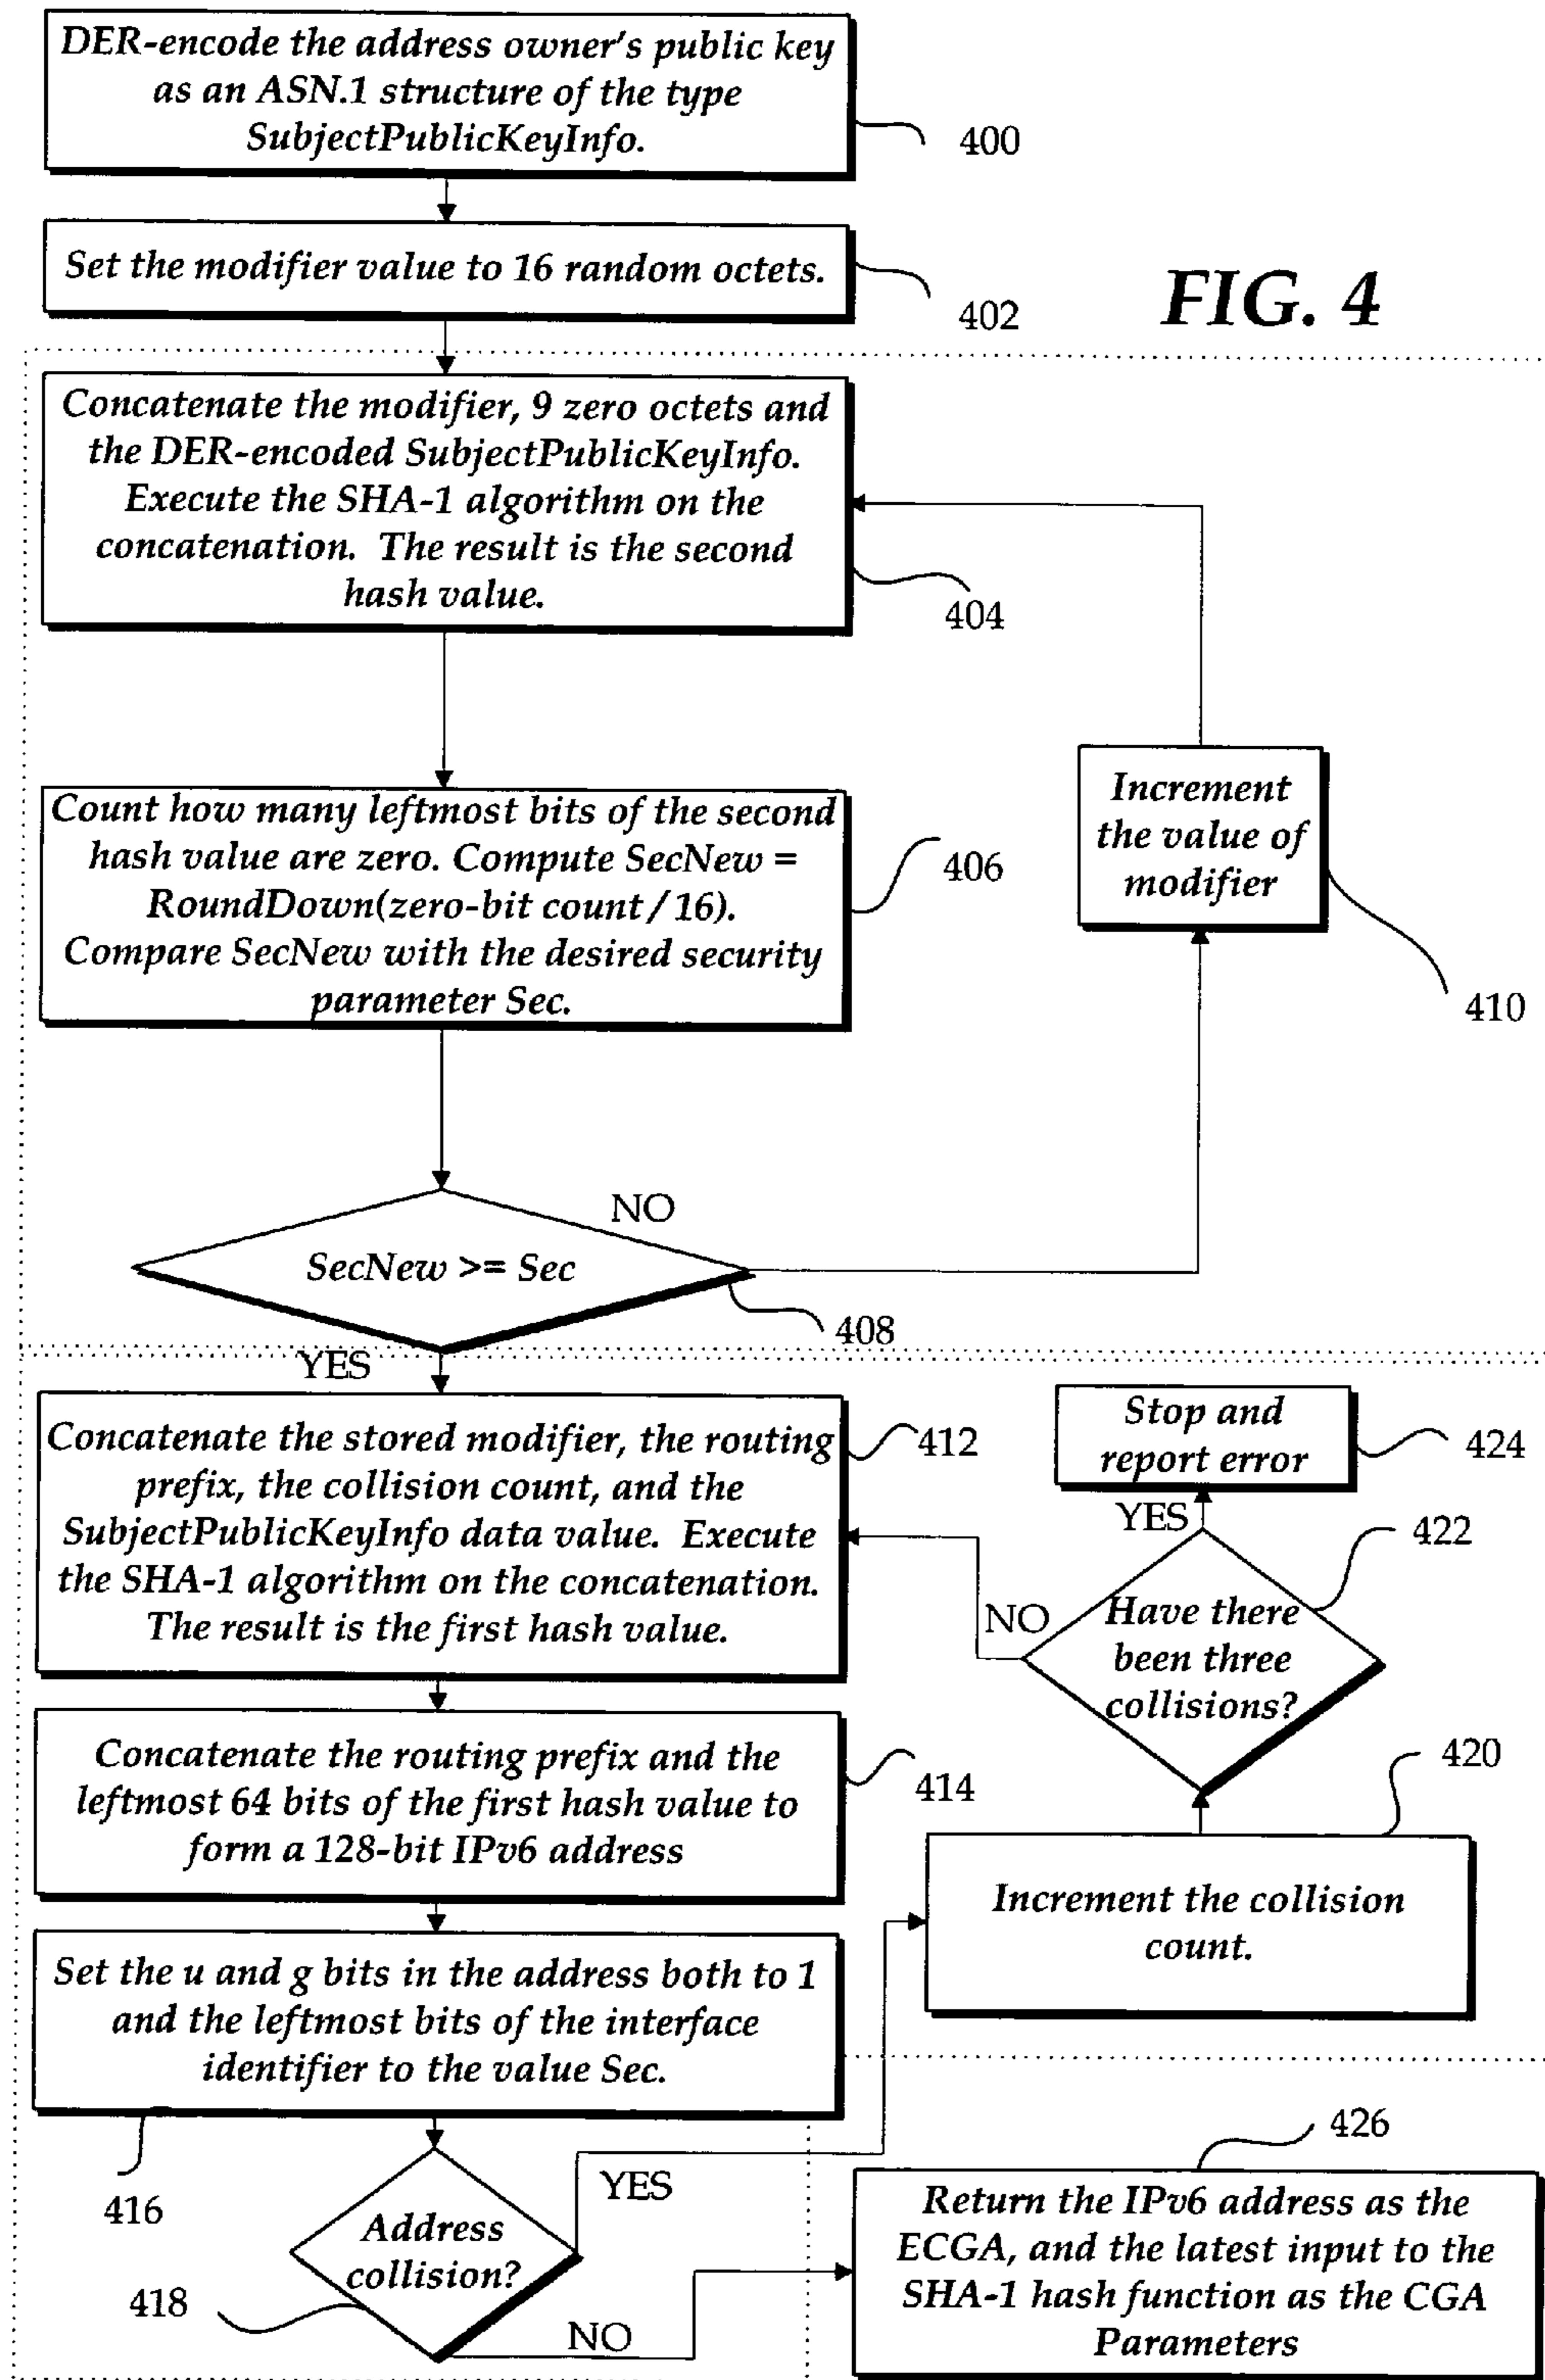 DER-encode the address owner's public key
as an ASN.1 structure of the type
SubjectPublicKeyInfo.
400
Set the modifier value to 16 random octets.
402
FIG. 4
Concatenate the modifier, 9 zero octets and
the DER-encoded SubjectPublicKeyInfo.
Execute the SHA-1 algorithm on the
concatenation. The result is the second
hash value.
404
Count how many leftmost bits of the second
hash value are zero. Compute SecNew =
RoundDown(zero-bit count/16).
Compare SecNew with the desired security
parameter Sec.
406
Increment
the value of
modifier
410
NO
SecNew >= Sec
408
YES
Concatenate the stored modifier, the routing
prefix, the collision count, and the
SubjectPublicKeyInfo data value. Execute
the SHA-1 algorithm on the concatenation.
The result is the first hash value.
412
Stop and
report error
424
YES
422
NO
Have there
been three
collisions?
Concatenate the routing prefix and the
leftmost 64 bits of the first hash value to
form a 128-bit IPv6 address
414
420
Increment the collision
count.
Set the u and g bits in the address both to 1
and the leftmost bits of the interface
identifier to the value Sec.
416
YES
Address
collision?
418
NO
426
Return the IPv6 address as the
ECGA, and the latest input to the
SHA-1 hash function as the CGA
Parameters